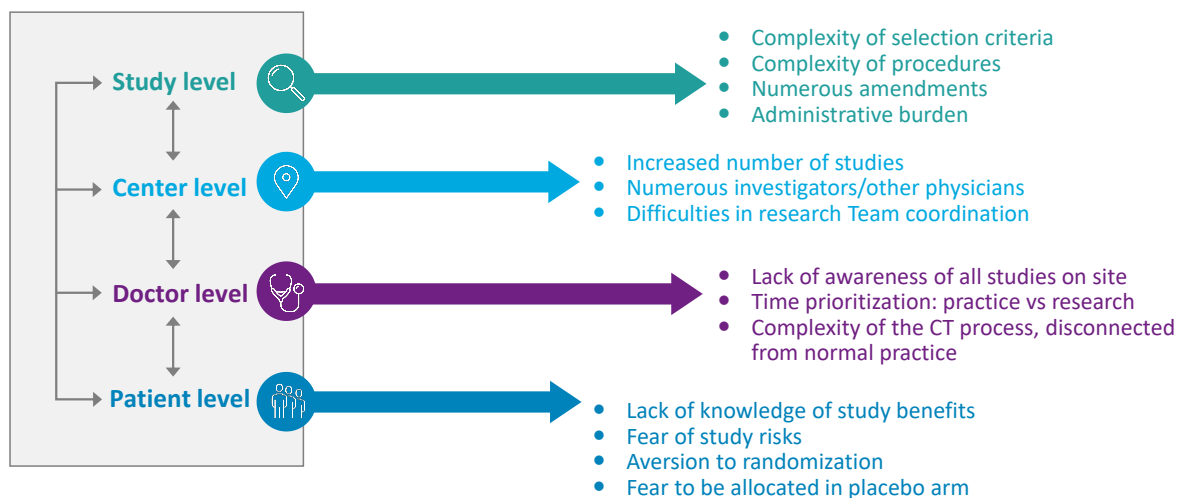 Study level
• Complexity of selection criteria
• Complexity of procedures
• Numerous amendments
• Administrative burden
Center level
• Increased number of studies
• Numerous investigators/other physicians
• Difficulties in research Team coordination
Doctor level
• Lack of awareness of all studies on site
• Time prioritization: practice vs research
• Complexity of the CT process, disconnected
from normal practice
Patient level
• Lack of knowledge of study benefits
• Fear of study risks
• Aversion to randomization
• Fear to be allocated in placebo arm